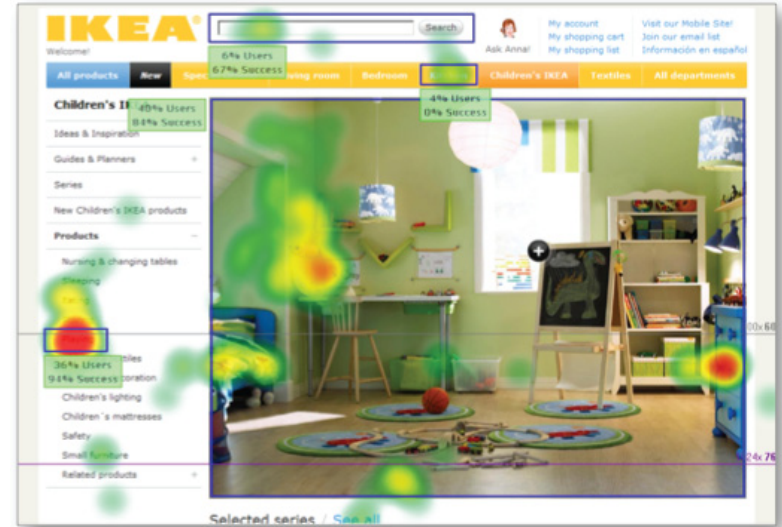 IKEA
Search
Welcome!
Ask Anna!
My account
My shopping cart
My shopping list
Visit our Mobile Site!
Join our email list
Información en español
6% Users
67% Success
All products New room Bedroom Children's IKEA Textiles All departments
4% Users
0% Success
Children's
Users
84% Success
Ideas & Inspiration
Guides & Planners +
Series
New Children's IKEA products
Products –
Nursing & changing tables
Sleeping
36% Users
94% Success
Children's lighting
Children´s mattresses
Safety
Small furniture
Related products +
Selected series / See all